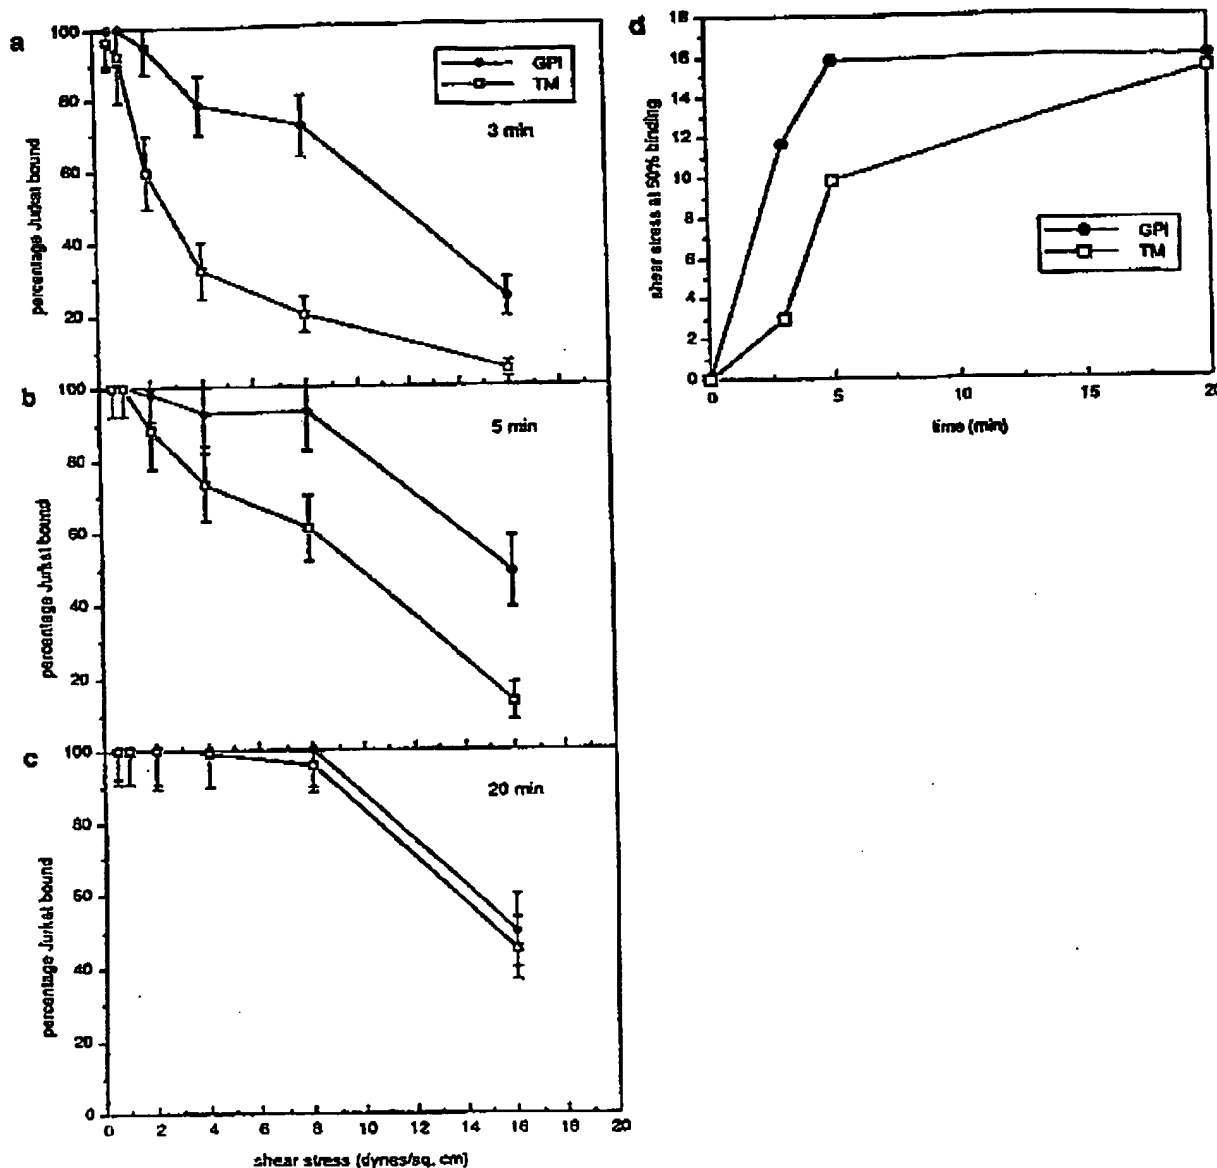 a
100
80
60
40
20
percentage Jurkat bound
GPI
TM
3 min
b
100
80
60
40
20
percentage Jurkat bound
5 min
c
100
80
60
40
20
0
percentage Jurkat bound
20 min
0 2 4 6 8 10 12 14 16 18 20
shear stress (dynes/sq. cm)
d
18
16
14
12
10
8
6
4
2
0
shear stress at 50% binding
GPI
TM
0 5 10 15 20
time (min)